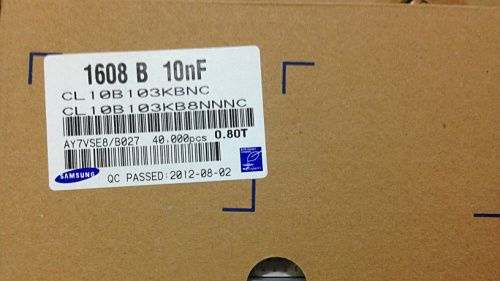 1608 B 10nF
CL10B103KBNC
CL10B103KB8NNNC
AY7VSE8/B027 40.000pcs 0.80T
SAMSUNG QC PASSED:2012-08-02